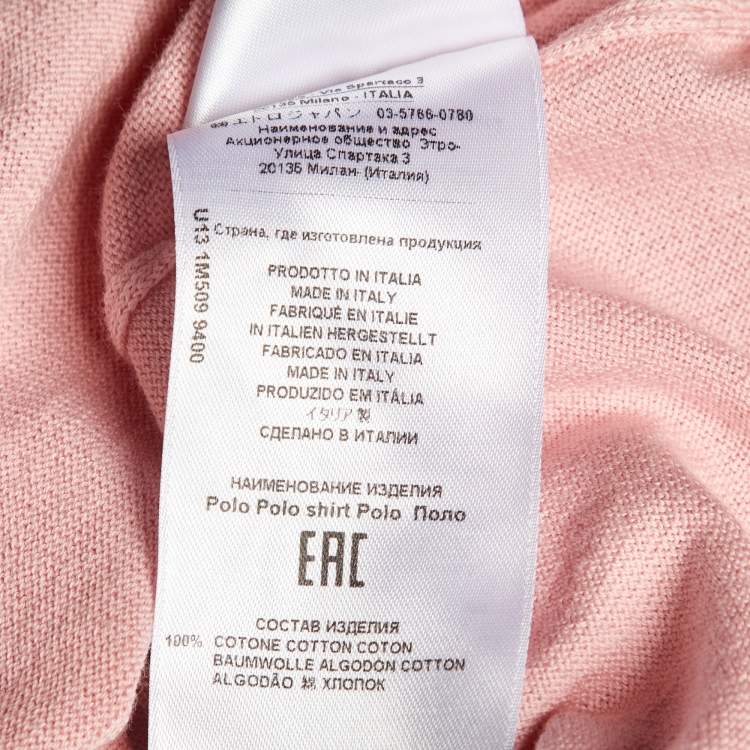 Via Spartaco 3
20135 Milano - ITALIA
㈱エトロジャパン 03-5766-0780
Наименование и адрес
Акционерное общество Этро-
Улица Спартака 3
20135 Милан- (Италия)
Страна, где изготовлена продукция
U13 1M509 9400
PRODOTTO IN ITALIA
MADE IN ITALY
FABRIQUÉ EN ITALIE
IN ITALIEN HERGESTELLT
FABRICADO EN ITALIA
MADE IN ITALY
PRODUZIDO EM ITÁLIA
イタリア製
СДЕЛАНО В ИТАЛИИ
НАИМЕНОВАНИЕ ИЗДЕЛИЯ
Polo Polo shirt Polo Поло
EAC
СОСТАВ ИЗДЕЛИЯ
100% COTONE COTTON COTON
BAUMWOLLE ALGODÓN COTTON
ALGODÃO 綿 ХЛОПОК